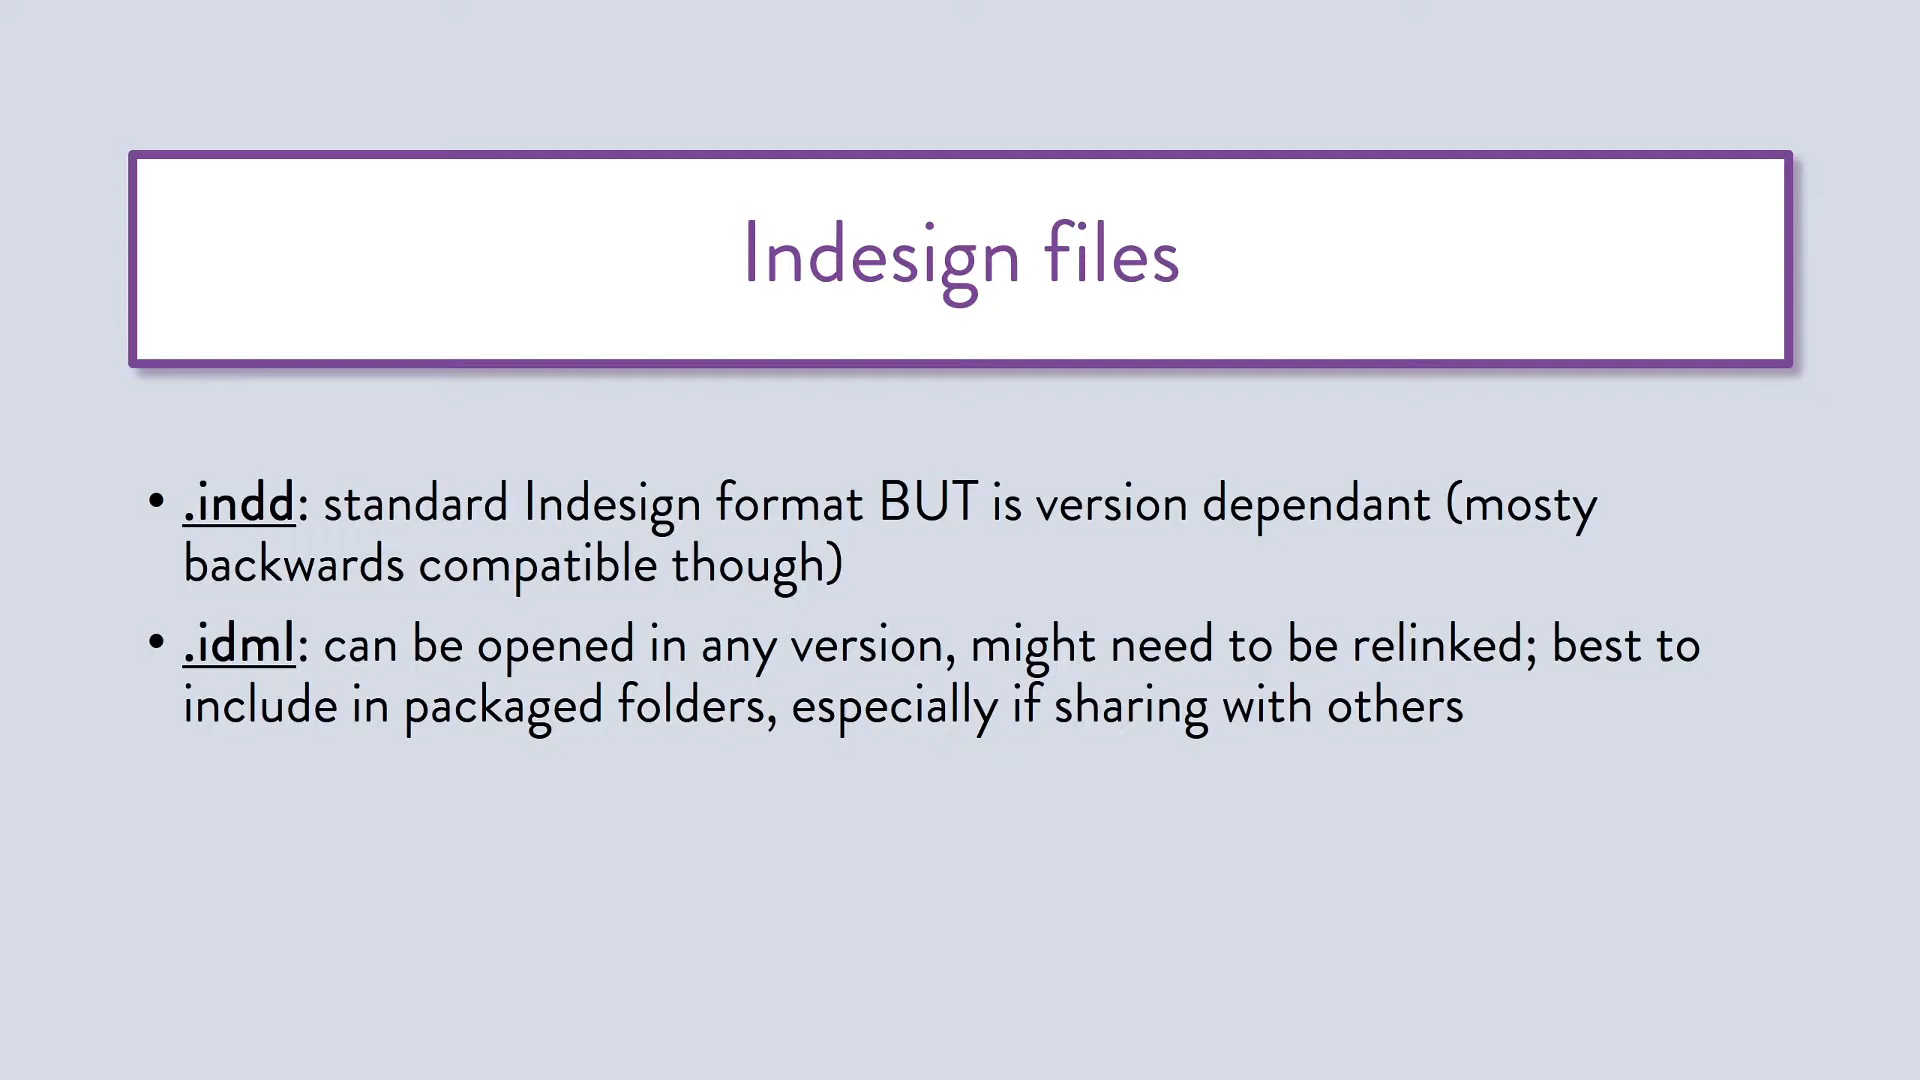 Indesign files
• .indd: standard Indesign format BUT is version dependant (mosty
backwards compatible though)
• .idml: can be opened in any version, might need to be relinked; best to
include in packaged folders, especially if sharing with others